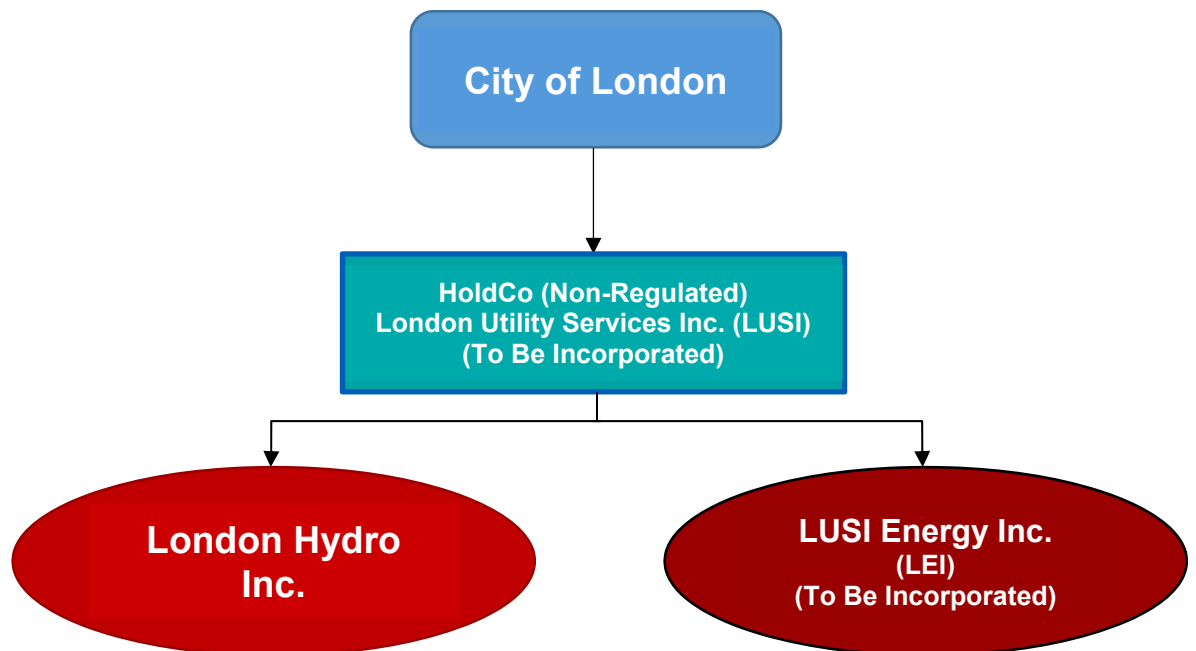 City of London
HoldCo (Non-Regulated)
London Utility Services Inc. (LUSI)
(To Be Incorporated)
London Hydro
Inc.
LUSI Energy Inc.
(LEI)
(To Be Incorporated)